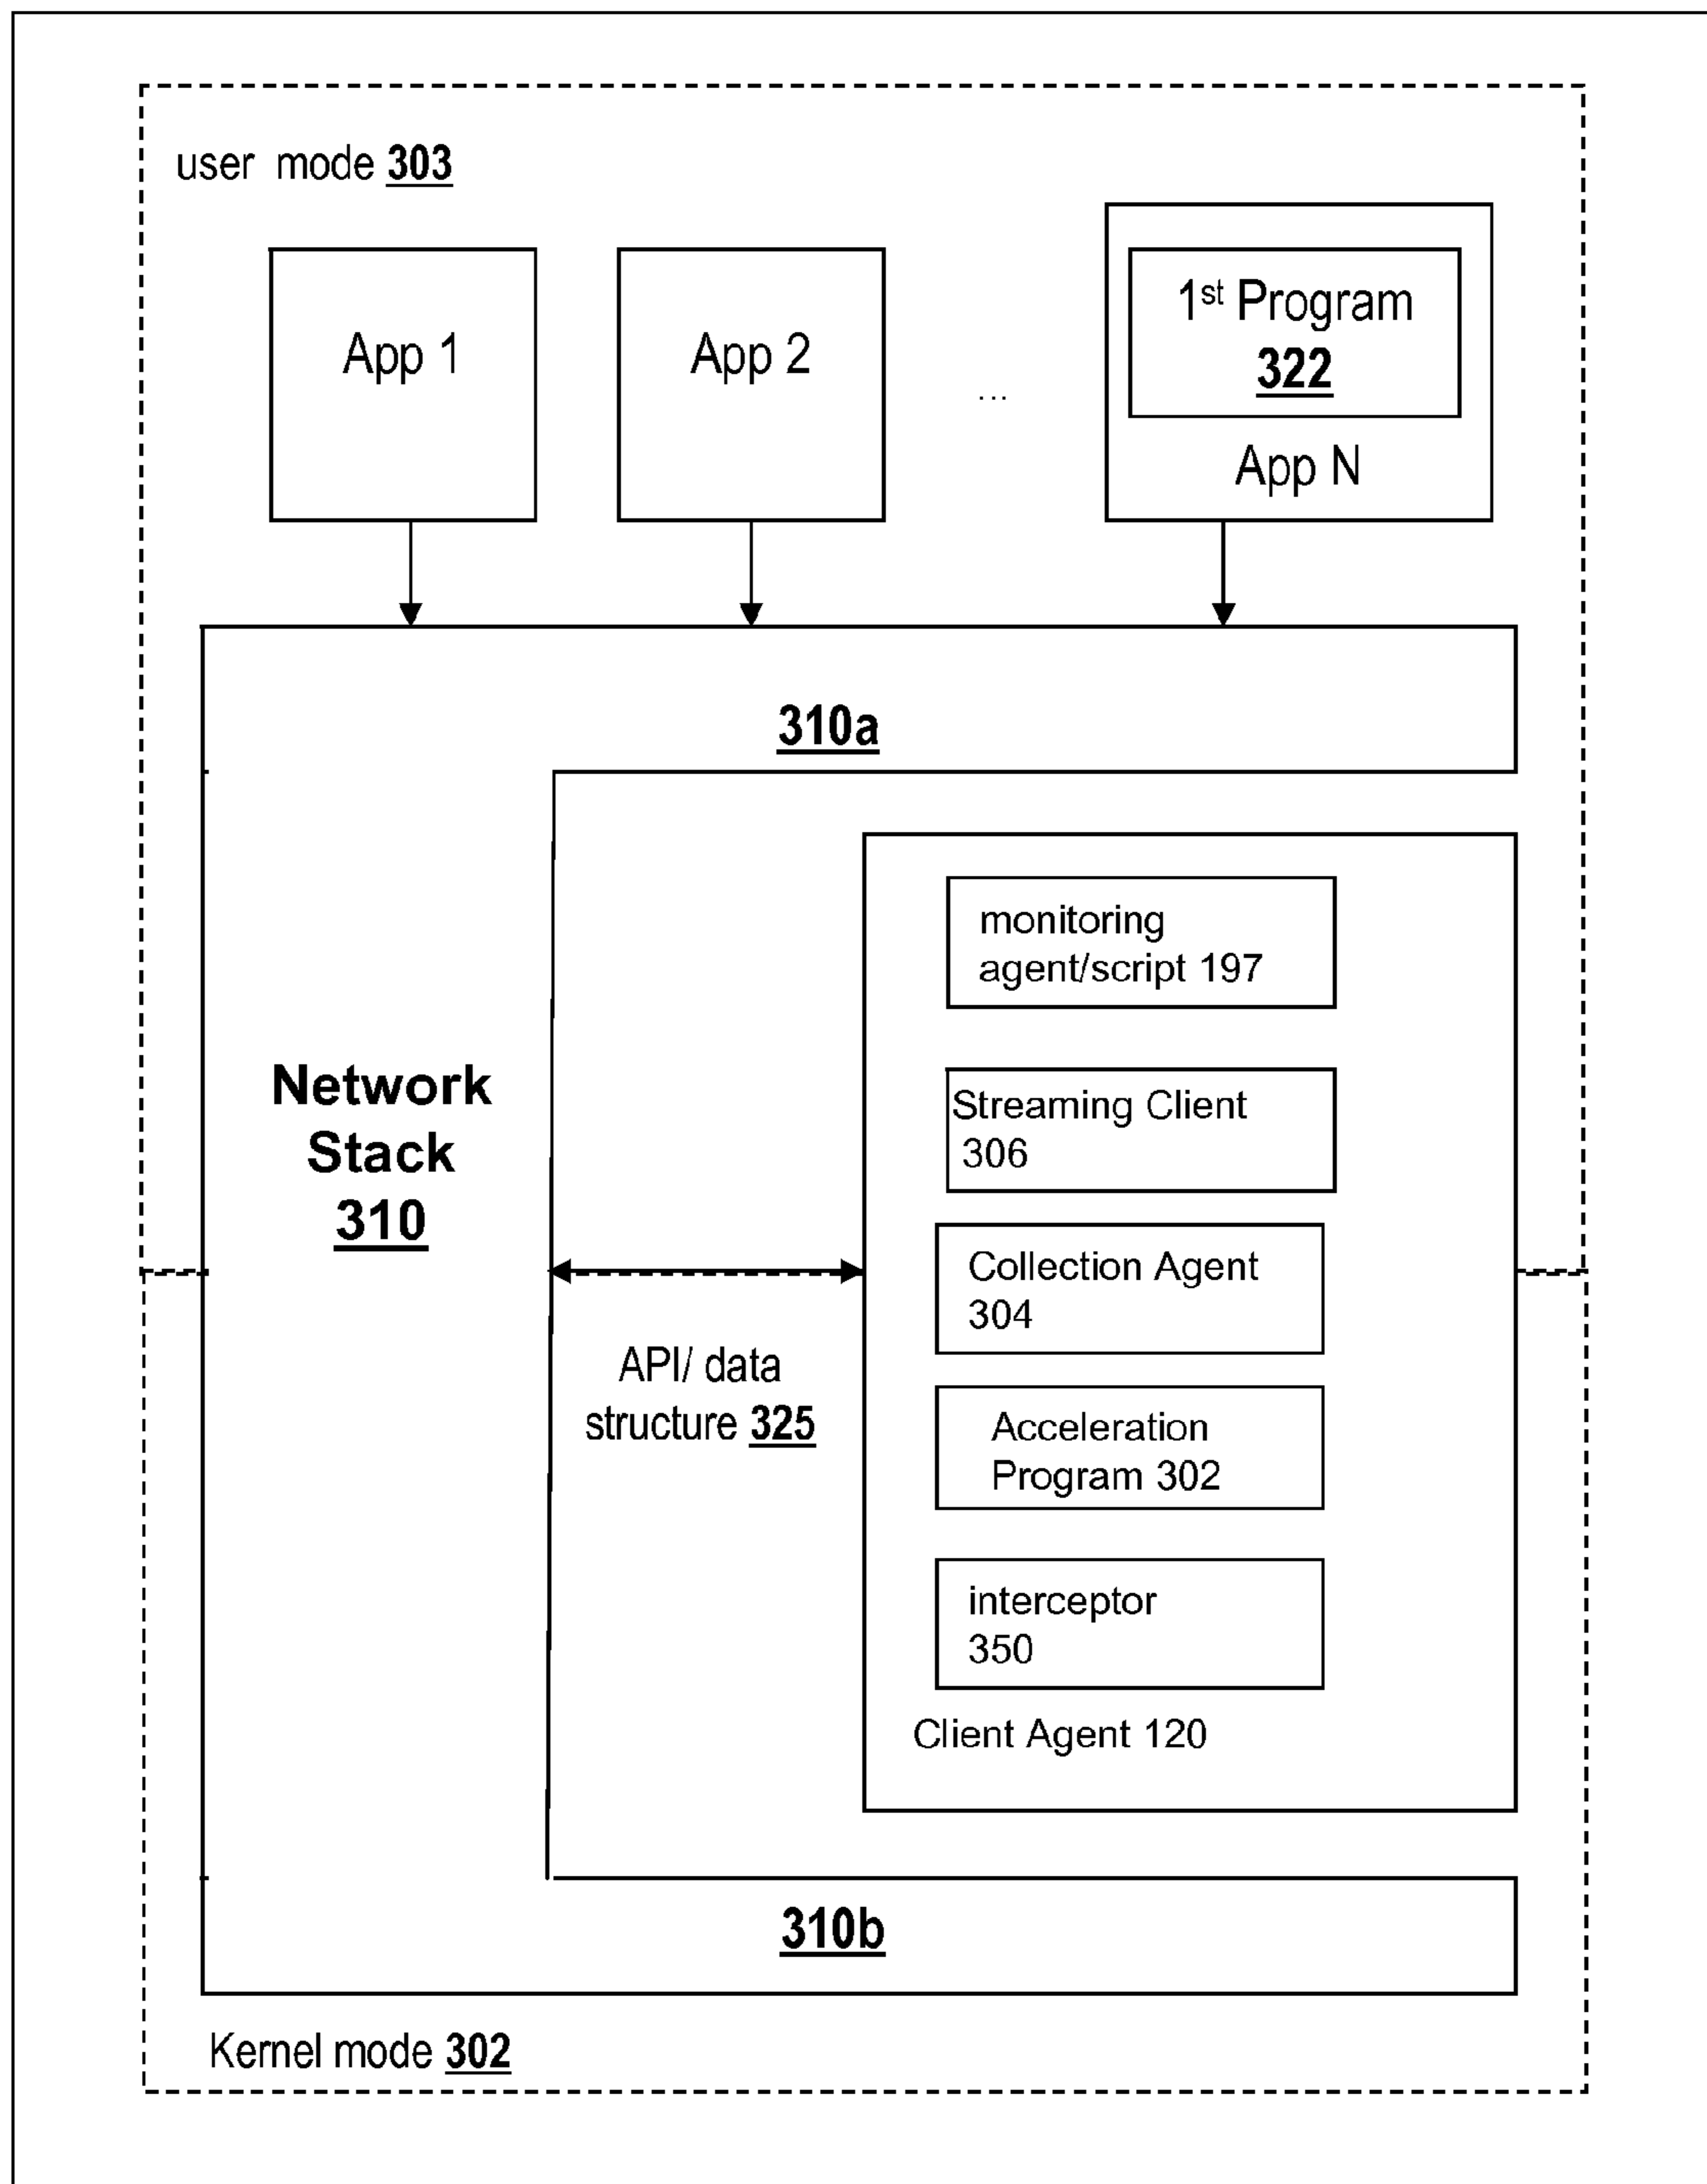 user mode 303
App 1
App 2
...
1st Program
322
App N
310a
monitoring
agent/script 197
Streaming Client
306
Network
Stack
310
Collection Agent
304
API/ data
structure 325
Acceleration
Program 302
interceptor
350
Client Agent 120
310b
Kernel mode 302